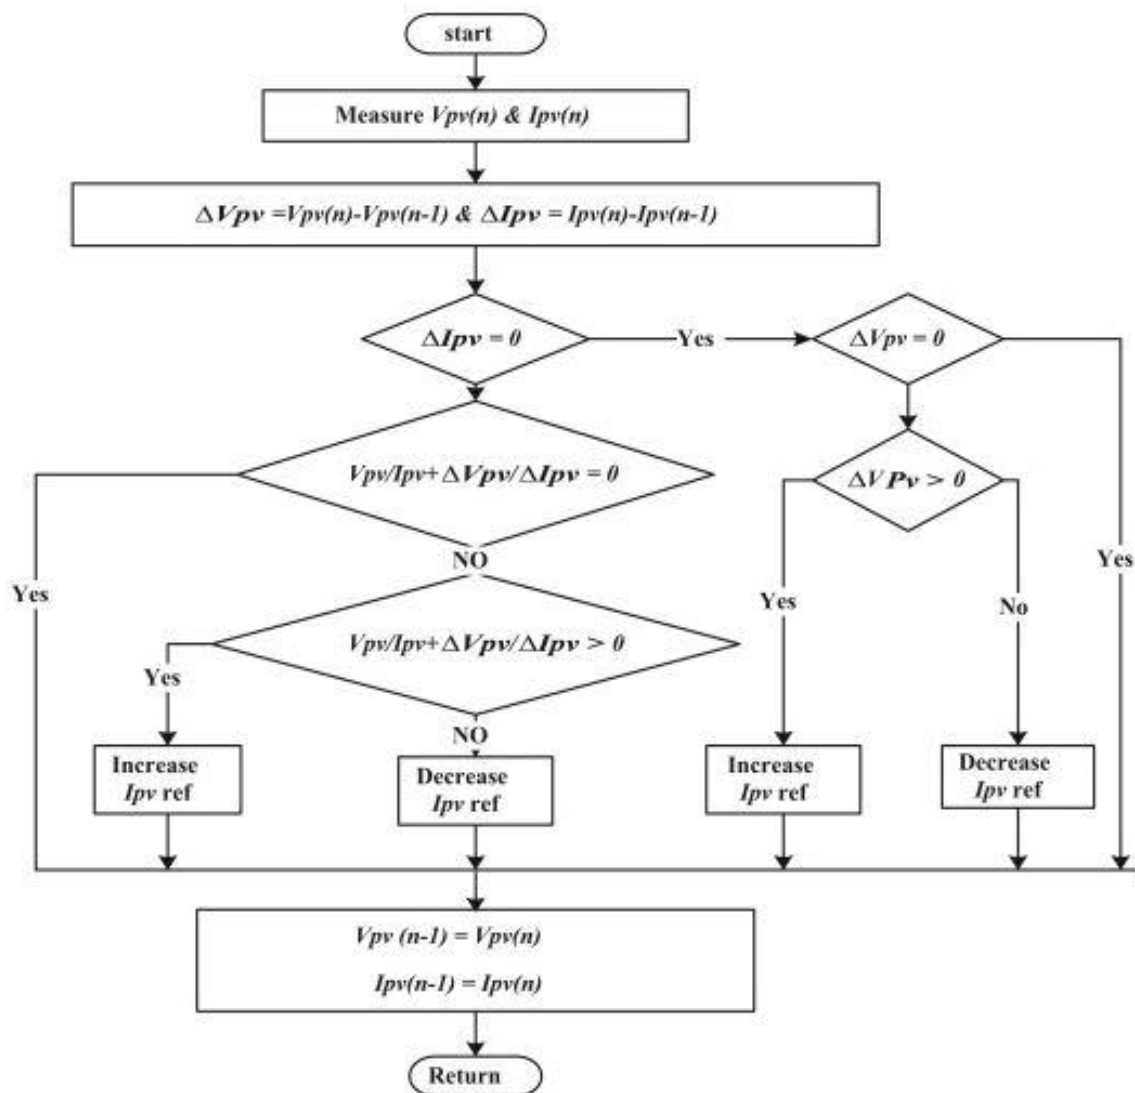 start
Measure Vpv(n) & Ipv(n)
ΔVpv =Vpv(n)-Vpv(n-1) & ΔIpv = Ipv(n)-Ipv(n-1)
ΔIpv = 0
Yes
ΔVpv = 0
Vpv/Ipv+ΔVpv/ΔIpv = 0
ΔV Pv > 0
NO
Yes
Yes
No
Yes
Vpv/Ipv+ΔVpv/ΔIpv > 0
Yes
NO
Increase
Ipv ref
Decrease
Ipv ref
Increase
Ipv ref
Decrease
Ipv ref
Vpv (n-1) = Vpv(n)
Ipv(n-1) = Ipv(n)
Return